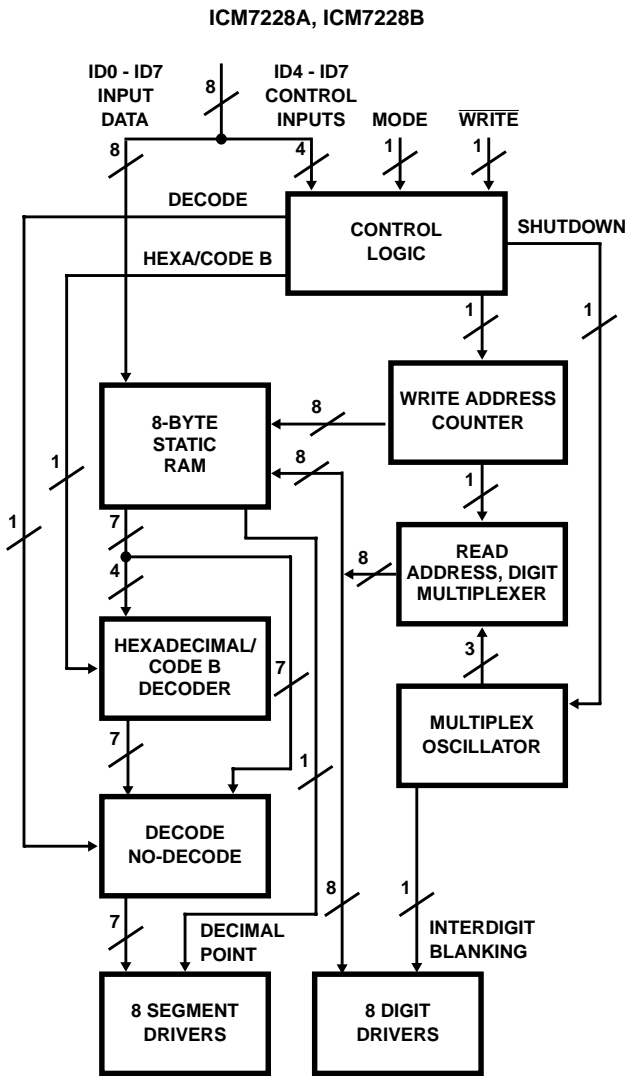 ICM7228A, ICM7228B
ID0 - ID7
INPUT
DATA
8
ID4 - ID7
CONTROL
INPUTS
MODE
WRITE
8
4
1
1
DECODE
HEXA/CODE B
CONTROL
LOGIC
SHUTDOWN
1
1
8-BYTE
STATIC
RAM
8
WRITE ADDRESS
COUNTER
8
1
1
1
7
4
8
READ
ADDRESS, DIGIT
MULTIPLEXER
HEXADECIMAL/
CODE B
DECODER
7
3
MULTIPLEX
OSCILLATOR
7
1
DECODE
NO-DECODE
8
1
7
DECIMAL
POINT
INTERDIGIT
BLANKING
8 SEGMENT
DRIVERS
8 DIGIT
DRIVERS